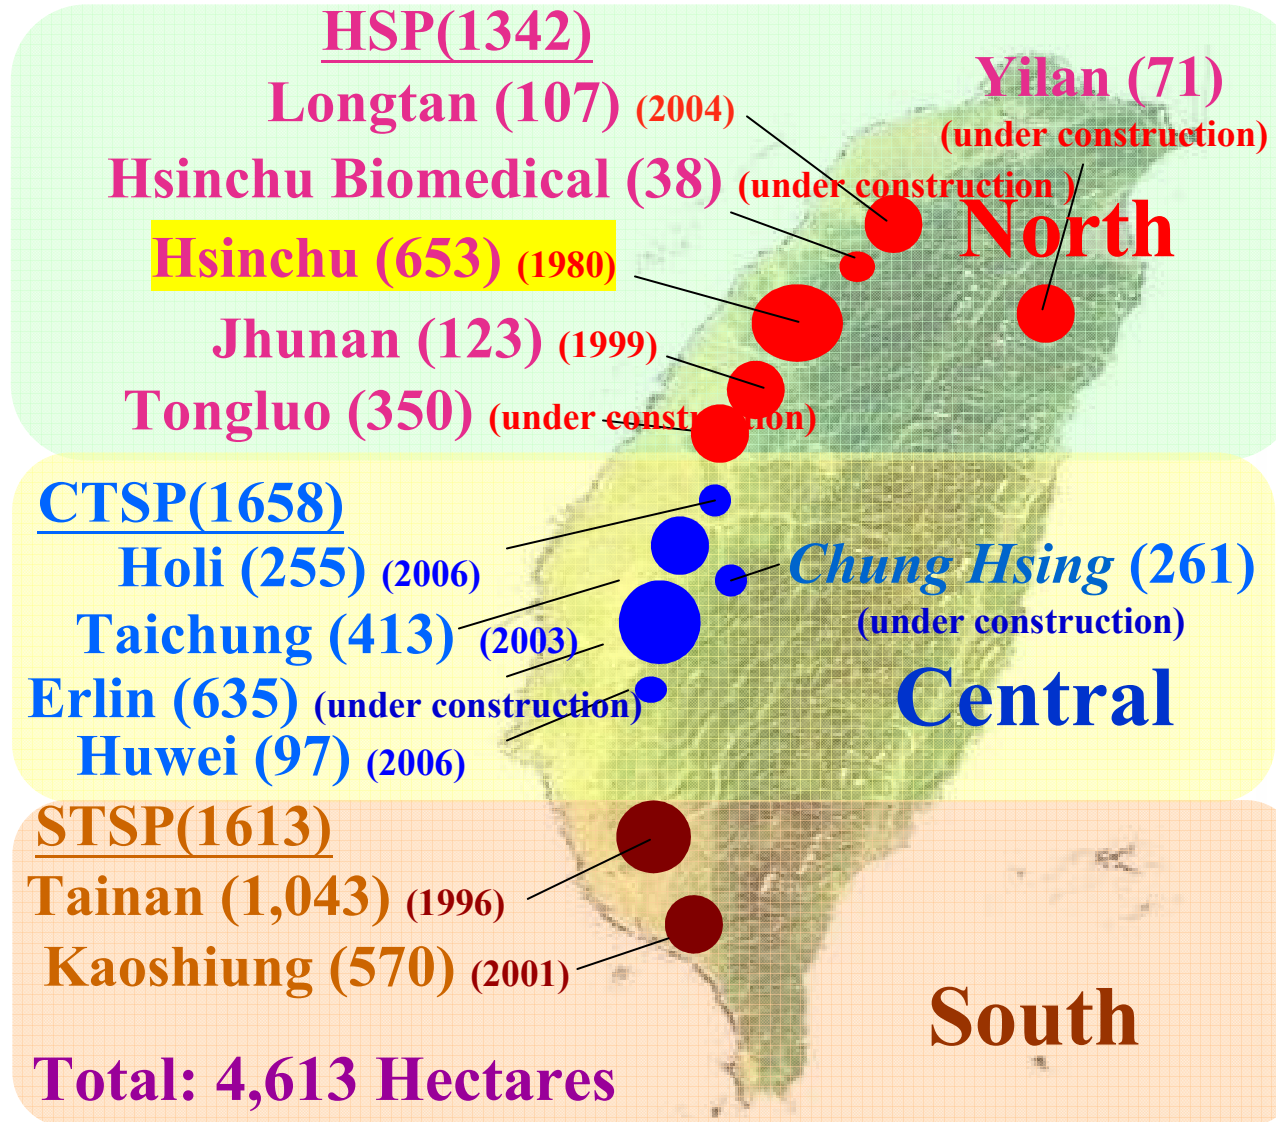 HSP(1342)
Longtan (107) (2004)
Yilan (71)
(under construction)
Hsinchu Biomedical (38) (under construction )
North
Hsinchu (653) (1980)
Jhunan (123) (1999)
Tongluo (350) (under construction)
CTSP(1658)
Holi (255) (2006)
Chung Hsing (261)
(under construction)
Taichung (413) (2003)
Erlin (635) (under construction)
Central
Huwei (97) (2006)
STSP(1613)
Tainan (1,043) (1996)
Kaoshiung (570) (2001)
South
Total: 4,613 Hectares